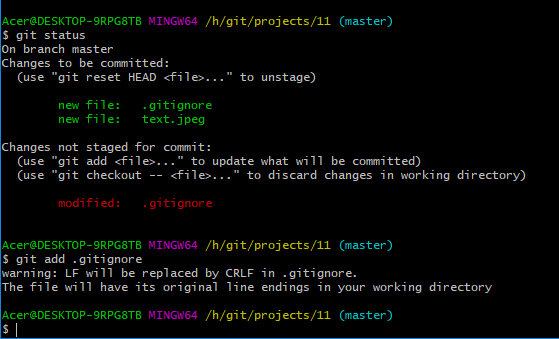 Acer@DESKTOP-9RPG8TB MINGW64 /h/git/projects/11 (master)
$ git status
On branch master
Changes to be committed:
  (use "git reset HEAD <file>..." to unstage)

        new file:   .gitignore
        new file:   text.jpeg

Changes not staged for commit:
  (use "git add <file>..." to update what will be committed)
  (use "git checkout -- <file>..." to discard changes in working directory)

        modified:   .gitignore


Acer@DESKTOP-9RPG8TB MINGW64 /h/git/projects/11 (master)
$ git add .gitignore
warning: LF will be replaced by CRLF in .gitignore.
The file will have its original line endings in your working directory

Acer@DESKTOP-9RPG8TB MINGW64 /h/git/projects/11 (master)
$